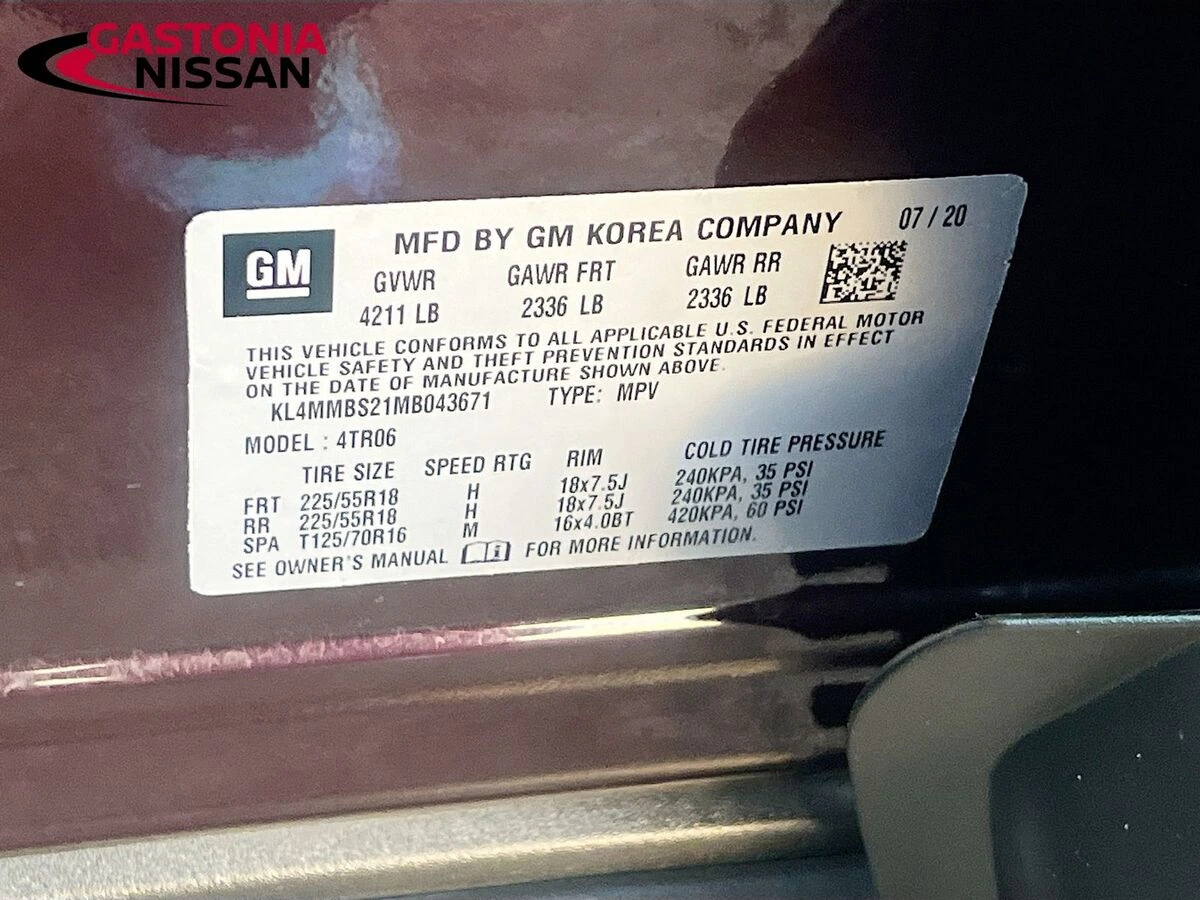 GASTONIA
NISSAN
GM
MFD BY GM KOREA COMPANY 07 / 20
GVWR GAWR FRT GAWR RR
4211 LB 2336 LB 2336 LB
THIS VEHICLE CONFORMS TO ALL APPLICABLE U.S. FEDERAL MOTOR
VEHICLE SAFETY AND THEFT PREVENTION STANDARDS IN EFFECT
ON THE DATE OF MANUFACTURE SHOWN ABOVE.
KL4MMBS21MB043671 TYPE: MPV
MODEL : 4TR06
TIRE SIZE SPEED RTG RIM COLD TIRE PRESSURE
FRT 225/55R18 H 18x7.5J 240KPA, 35 PSI
RR 225/55R18 H 18x7.5J 240KPA, 35 PSI
SPA T125/70R16 M 16x4.0BT 420KPA, 60 PSI
SEE OWNER'S MANUAL i FOR MORE INFORMATION.